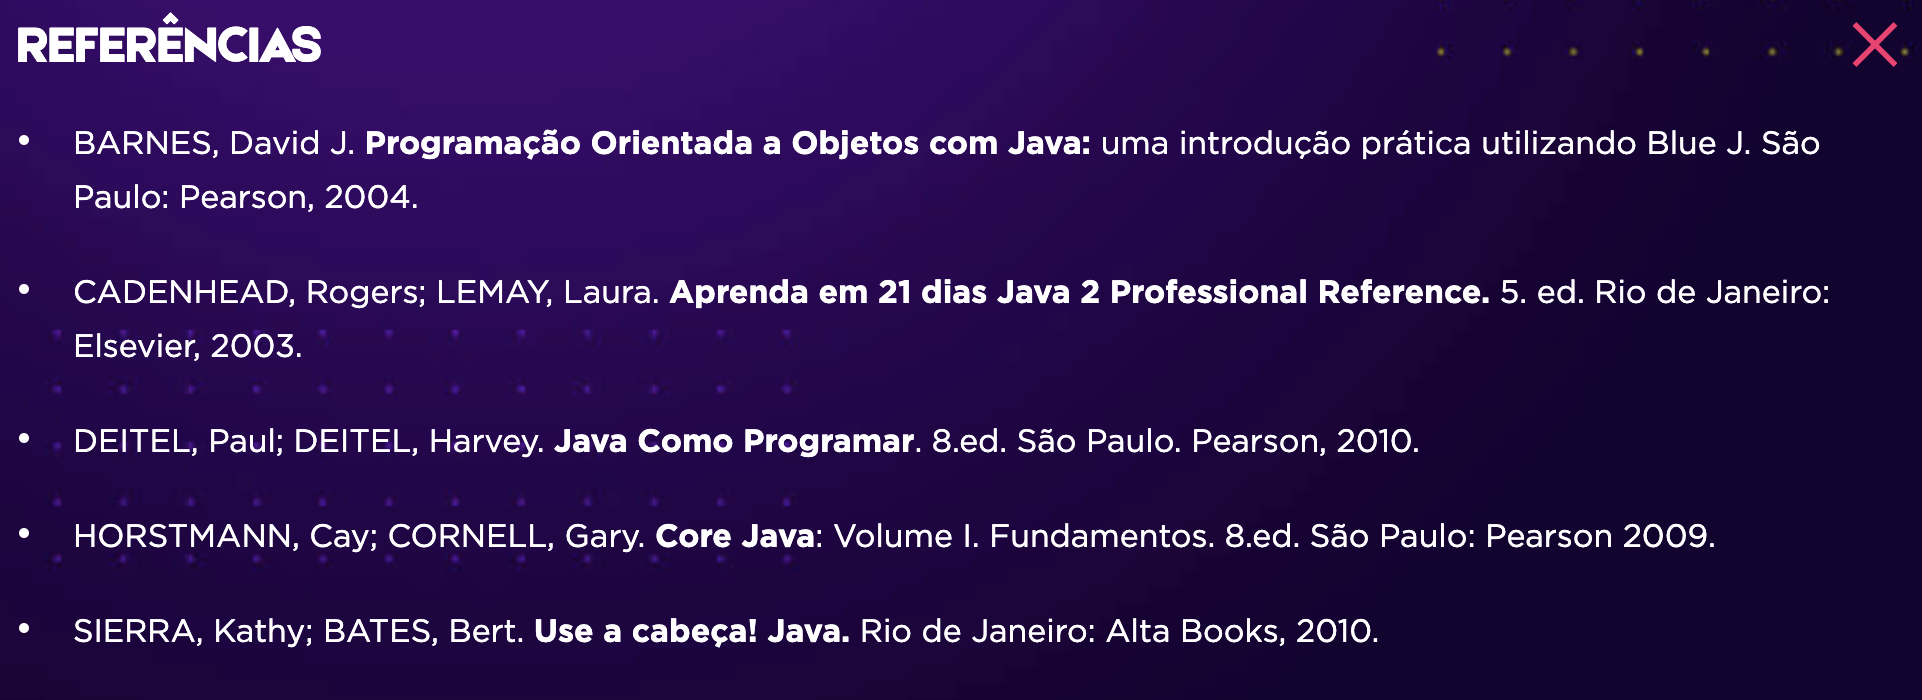 REFERÊNCIAS
• BARNES, David J. Programação Orientada a Objetos com Java: uma introdução prática utilizando Blue J. São
Paulo: Pearson, 2004.
• CADENHEAD, Rogers; LEMAY, Laura. Aprenda em 21 dias Java 2 Professional Reference. 5. ed. Rio de Janeiro:
Elsevier, 2003.
• DEITEL, Paul; DEITEL, Harvey. Java Como Programar. 8.ed. São Paulo. Pearson, 2010.
• HORSTMANN, Cay; CORNELL, Gary. Core Java: Volume I. Fundamentos. 8.ed. São Paulo: Pearson 2009.
• SIERRA, Kathy; BATES, Bert. Use a cabeça! Java. Rio de Janeiro: Alta Books, 2010.